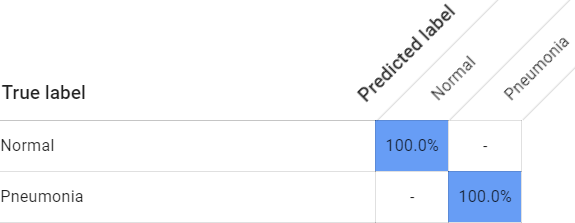 Predicted label
Normal
Pneumonia
True label
Normal 100.0% -
Pneumonia - 100.0%